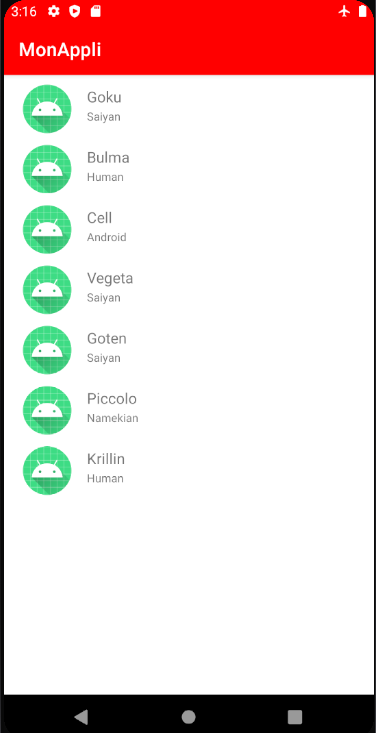 3:16
MonAppli
Goku
Saiyan
Bulma
Human
Cell
Android
Vegeta
Saiyan
Goten
Saiyan
Piccolo
Namekian
Krillin
Human